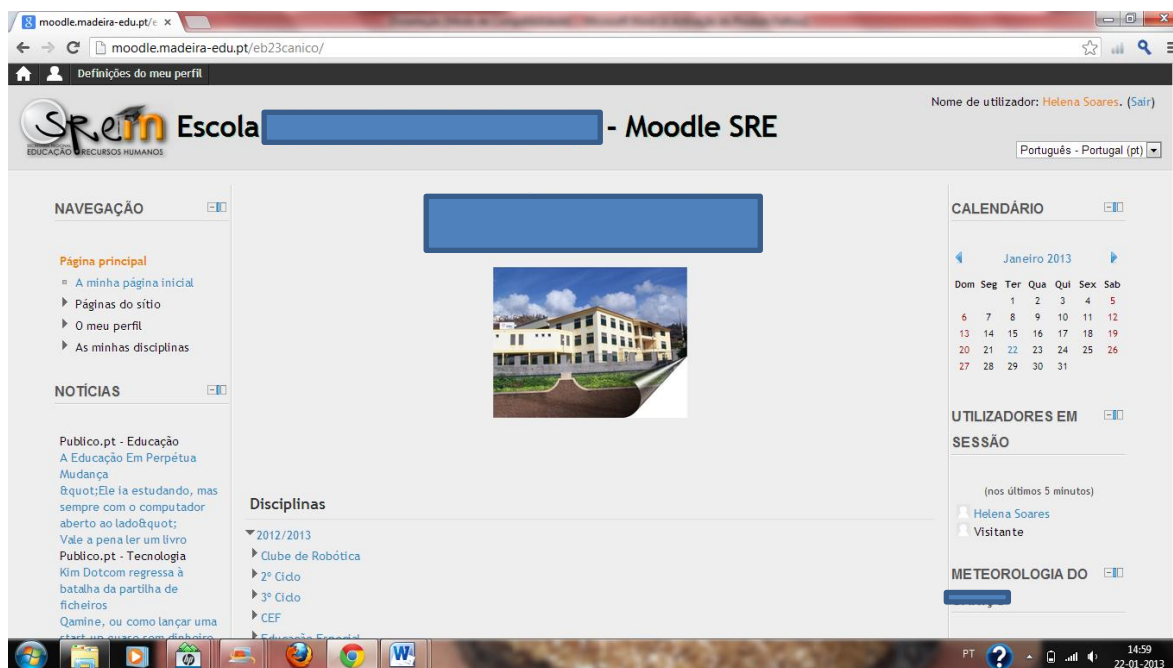 moodle.madeira-edu.pt/e
moodle.madeira-edu.pt/eb23canico/
Definições do meu perfil
Nome de utilizador: Helena Soares. (Sair)
SReIm
EDUCAÇÃO RECURSOS HUMANOS
Escola - Moodle SRE
Português - Portugal (pt)
NAVEGAÇÃO
Página principal
A minha página inicial
Páginas do sítio
O meu perfil
As minhas disciplinas
NOTÍCIAS
Publico.pt - Educação
A Educação Em Perpétua
Mudança
&quot;Ele ia estudando, mas
sempre com o computador
aberto ao lado&quot;
Vale a pena ler um livro
Publico.pt - Tecnologia
Kim Dotcom regressa à
batalha da partilha de
ficheiros
Qamine, ou como lançar uma
start-up quase sem dinheiro
Disciplinas
2012/2013
Clube de Robótica
2º Ciclo
3º Ciclo
CEF
Educação Especial
CALENDÁRIO
Janeiro 2013
Dom Seg Ter Qua Qui Sex Sab
1 2 3 4 5
6 7 8 9 10 11 12
13 14 15 16 17 18 19
20 21 22 23 24 25 26
27 28 29 30 31
UTILIZADORES EM
SESSÃO
(nos últimos 5 minutos)
Helena Soares
Visitante
METEOROLOGIA DO
PT
14:59
22-01-2013